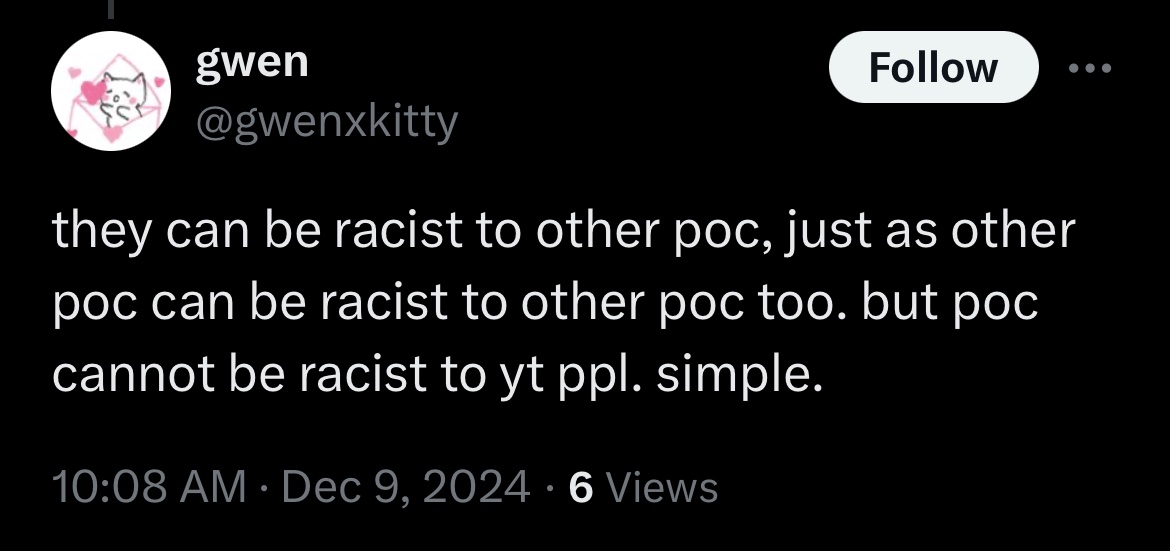 gwen
@gwenxkitty
Follow
they can be racist to other poc, just as other
poc can be racist to other poc too. but poc
cannot be racist to yt ppl. simple.
10:08 AM · Dec 9, 2024 · 6 Views